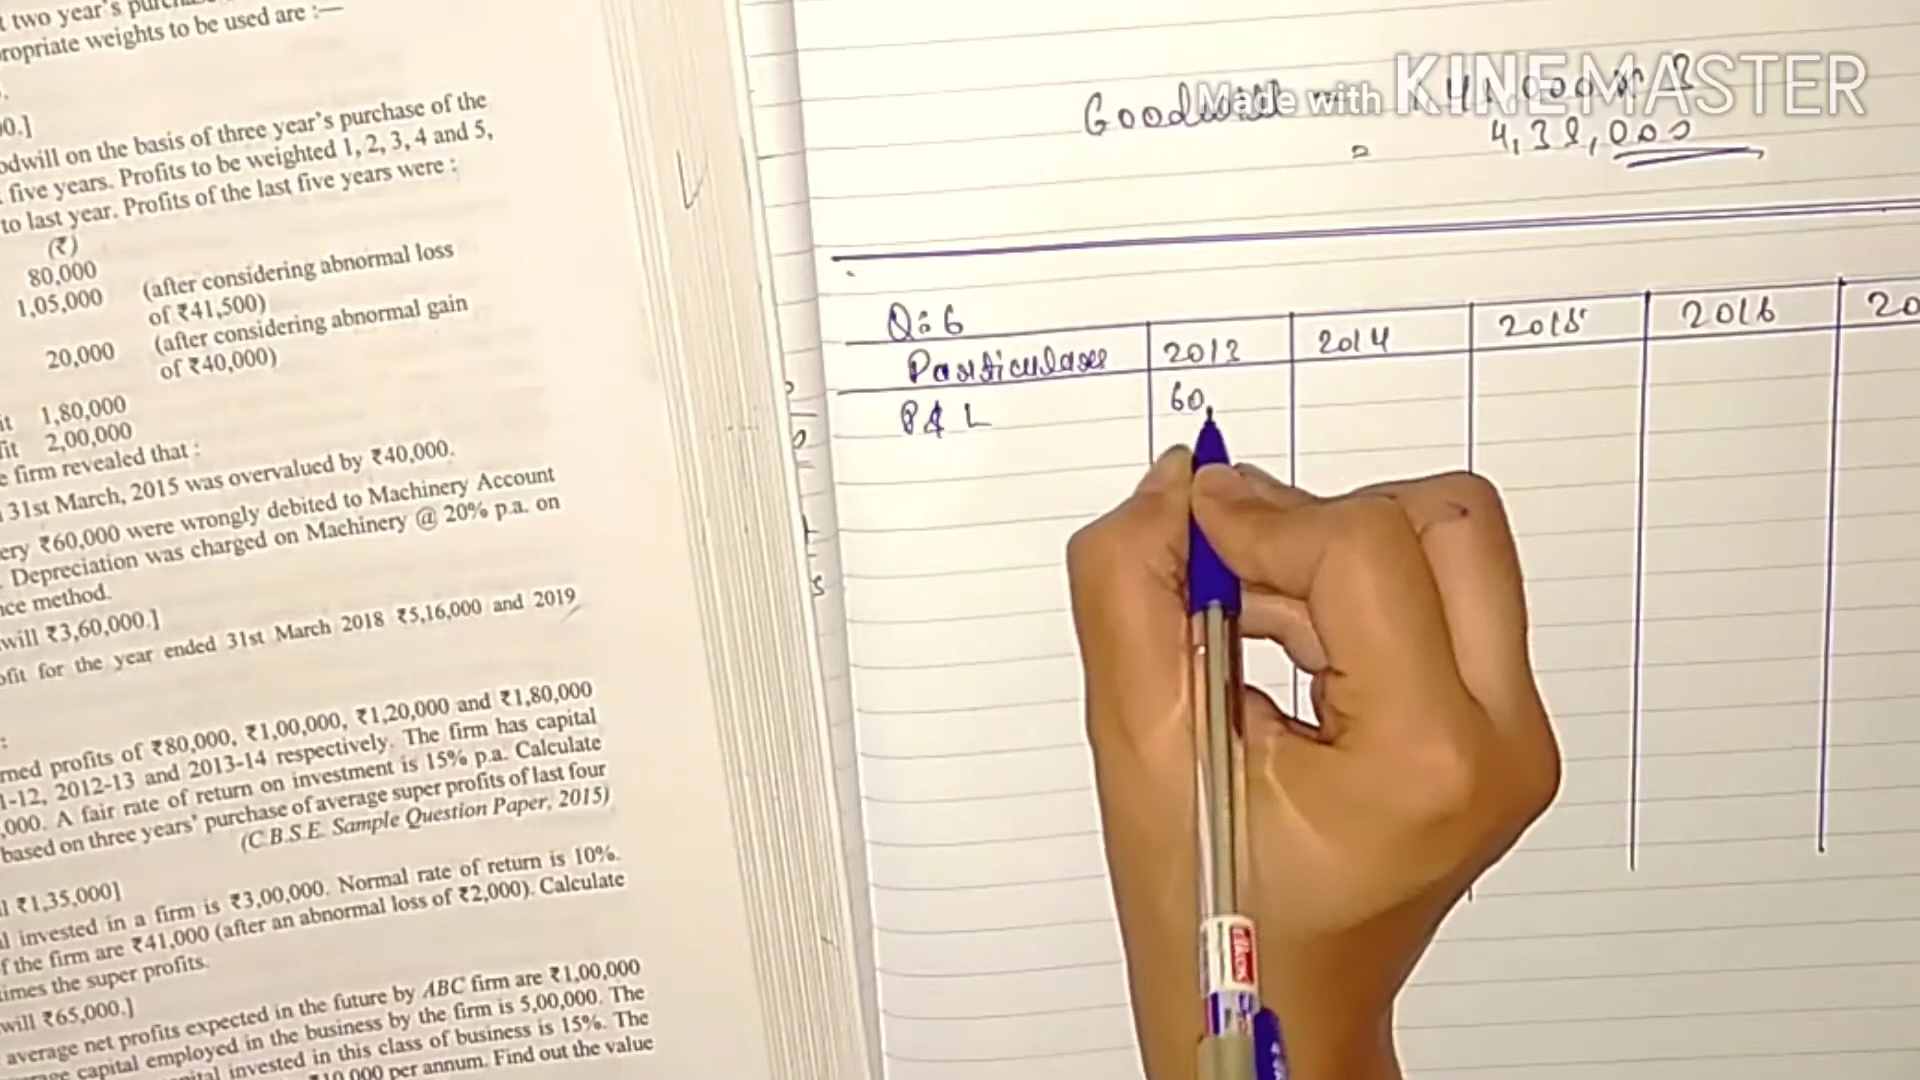 t two year's
ropriate weights to be used are :—
00.]
odwill on the basis of three year's purchase of the
five years. Profits to be weighted 1, 2, 3, 4 and 5,
to last year. Profits of the last five years were :
(₹)
80,000
1,05,000 (after considering abnormal loss
of ₹41,500)
20,000 (after considering abnormal gain
of ₹40,000)
it 1,80,000
fit 2,00,000
e firm revealed that :
31st March, 2015 was overvalued by ₹40,000.
ery ₹60,000 were wrongly debited to Machinery Account
. Depreciation was charged on Machinery @ 20% p.a. on
nce method.
will ₹3,60,000.]
ofit for the year ended 31st March 2018 ₹5,16,000 and 2019
:
rned profits of ₹80,000, ₹1,00,000, ₹1,20,000 and ₹1,80,000
1-12, 2012-13 and 2013-14 respectively. The firm has capital
,000. A fair rate of return on investment is 15% p.a. Calculate
based on three years' purchase of average super profits of last four
(C.B.S.E. Sample Question Paper, 2015)
ll ₹1,35,000]
al invested in a firm is ₹3,00,000. Normal rate of return is 10%.
f the firm are ₹41,000 (after an abnormal loss of ₹2,000). Calculate
times the super profits.
will ₹65,000.]
average net profits expected in the future by ABC firm are ₹1,00,000
rage capital employed in the business by the firm is 5,00,000. The
pital invested in this class of business is 15%. The
₹10,000 per annum. Find out the value
Made with KINEMASTER
Goodwill =
= 4,38,000
Q:6
Particulars 2013 2014 2015 2016 20
P & L 60,
elkos